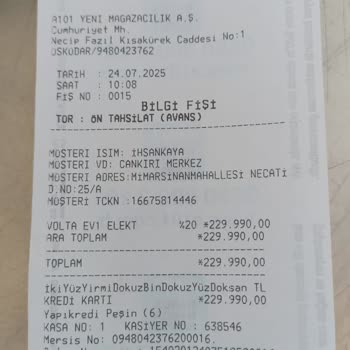 A101 YENİ MAGAZACILIK A.Ş.
Cumhuriyet Mh.
Necip Fazıl Kısakürek Caddesi No:1
ÜSKÜDAR/9480423762
TARİH : 24.07.2025
SAAT : 10:08
FİŞ NO : 0015
BİLGİ FİŞİ
TÜR : ÖN TAHSİLAT (AVANS)
MÜŞTERİ İSİM: İHSANKAYA
MÜŞTERİ VD: ÇANKIRI MERKEZ
MÜŞTERİ ADRES:MİMARSİNANMAHALLESİ NECATİ
D.NO:25/A
MÜŞTERİ TCKN :16675814446
VOLTA EV1 ELEKT %20 *229.990,00
ARA TOPLAM *229.990,00
TOPLAM *229.990,00
İkiYüzYirmiDokuzBinDokuzYüzDoksan TL
KREDİ KARTI *229.990,00
Yapıkredi Peşin (6)
KASA NO: 1 KASİYER NO : 638546
Mersis No: 0948042376200016.